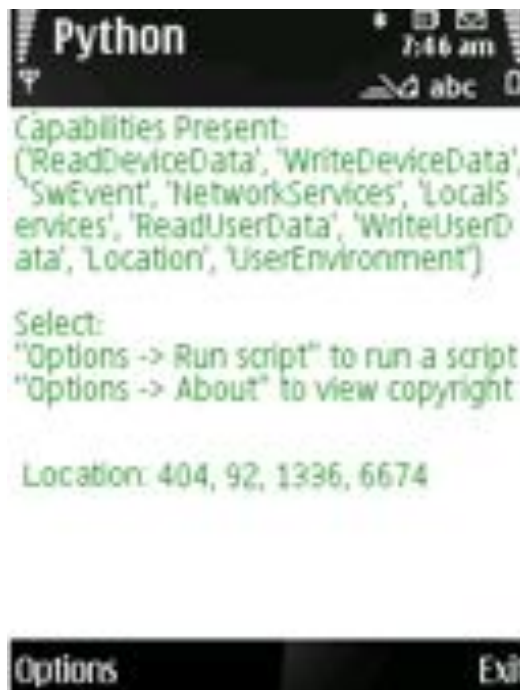 Python
7:46 am
abc
Capabilities Present:
('ReadDeviceData', 'WriteDeviceData',
'SwEvent', 'NetworkServices', 'LocalS
ervices', 'ReadUserData', 'WriteUserD
ata', 'Location', 'UserEnvironment')
Select:
"Options -> Run script" to run a script
"Options -> About" to view copyright
Location: 404, 92, 1336, 6674
Options
Exit